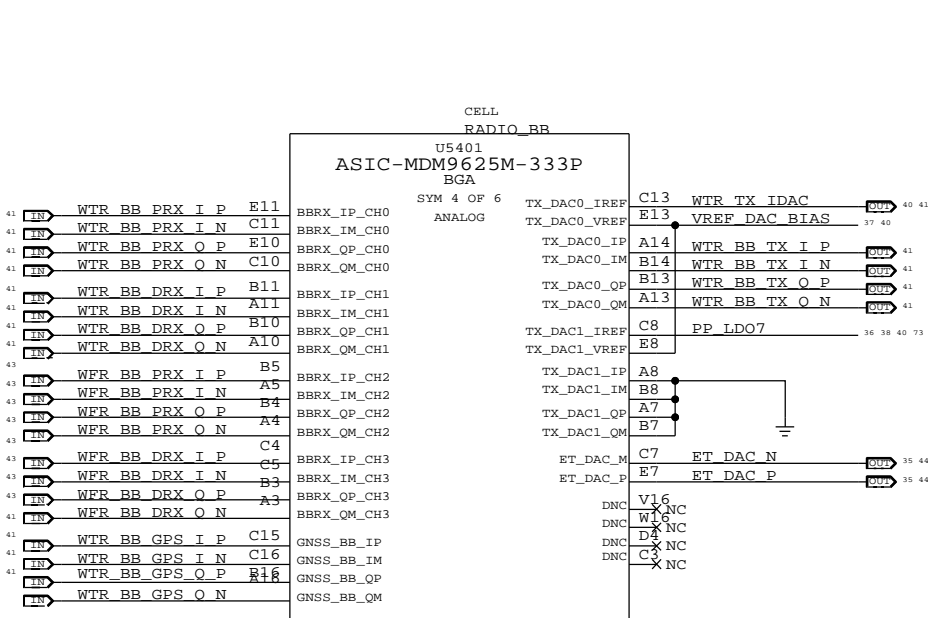 CELL
RADIO_BB
U5401
ASIC-MDM9625M-333P
BGA
SYM 4 OF 6
ANALOG
41 IN WTR_BB_PRX_I_P E11 BBRX_IP_CH0
41 IN WTR_BB_PRX_I_N C11 BBRX_IM_CH0
41 IN WTR_BB_PRX_Q_P E10 BBRX_QP_CH0
41 IN WTR_BB_PRX_Q_N C10 BBRX_QM_CH0
41 IN WTR_BB_DRX_I_P B11 BBRX_IP_CH1
41 IN WTR_BB_DRX_I_N A11 BBRX_IM_CH1
41 IN WTR_BB_DRX_Q_P B10 BBRX_QP_CH1
41 IN WTR_BB_DRX_Q_N A10 BBRX_QM_CH1
43 IN WFR_BB_PRX_I_P B5 BBRX_IP_CH2
43 IN WFR_BB_PRX_I_N A5 BBRX_IM_CH2
43 IN WFR_BB_PRX_Q_P B4 BBRX_QP_CH2
43 IN WFR_BB_PRX_Q_N A4 BBRX_QM_CH2
43 IN WFR_BB_DRX_I_P C4 BBRX_IP_CH3
43 IN WFR_BB_DRX_I_N C5 BBRX_IM_CH3
43 IN WFR_BB_DRX_Q_P B3 BBRX_QP_CH3
43 IN WFR_BB_DRX_Q_N A3 BBRX_QM_CH3
41 IN WTR_BB_GPS_I_P C15 GNSS_BB_IP
41 IN WTR_BB_GPS_I_N C16 GNSS_BB_IM
41 IN WTR_BB_GPS_Q_P B16 GNSS_BB_QP
41 IN WTR_BB_GPS_Q_N A16 GNSS_BB_QM
TX_DAC0_IREF C13 WTR_TX_IDAC OUT 40 41
TX_DAC0_VREF E13 VREF_DAC_BIAS 37 40
TX_DAC0_IP A14 WTR_BB_TX_I_P OUT 41
TX_DAC0_IM B14 WTR_BB_TX_I_N OUT 41
TX_DAC0_QP B13 WTR_BB_TX_Q_P OUT 41
TX_DAC0_QM A13 WTR_BB_TX_Q_N OUT 41
TX_DAC1_IREF C8 PP_LDO7 36 38 40 73
TX_DAC1_VREF E8
TX_DAC1_IP A8
TX_DAC1_IM B8
TX_DAC1_QP A7
TX_DAC1_QM B7
ET_DAC_M C7 ET_DAC_N OUT 35 44
ET_DAC_P E7 ET_DAC_P OUT 35 44
DNC V16 NC
DNC W16 NC
DNC D4 NC
DNC C3 NC